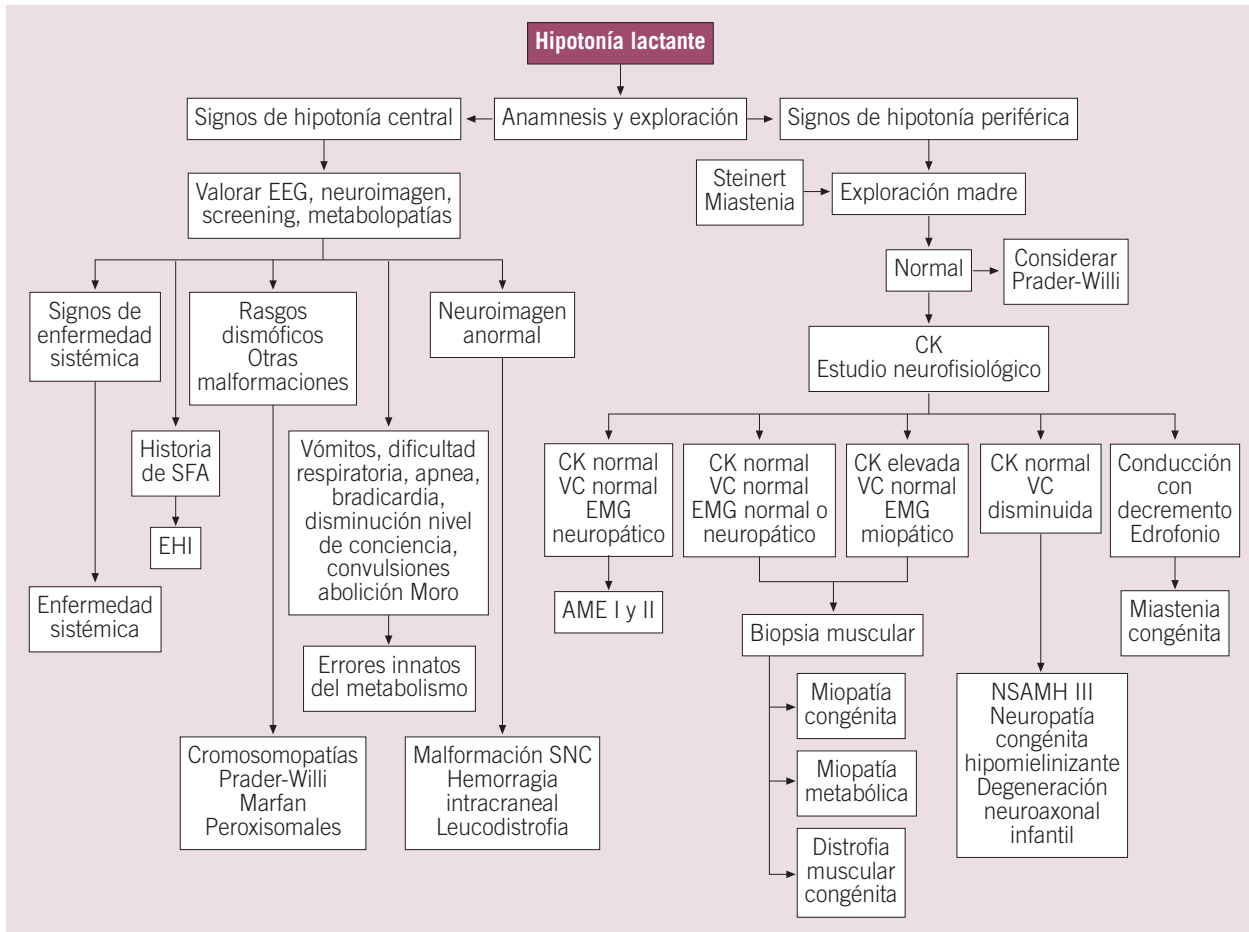 Hipotonía lactante
Signos de hipotonía central
Anamnesis y exploración
Signos de hipotonía periférica
Valorar EEG, neuroimagen,
screening, metabolopatías
Steinert
Miastenia
Exploración madre
Normal
Considerar
Prader-Willi
Signos de
enfermedad
sistémica
Rasgos
dismóficos
Otras
malformaciones
Neuroimagen
anormal
CK
Estudio neurofisiológico
Historia
de SFA
Vómitos, dificultad
respiratoria, apnea,
bradicardia,
disminución nivel
de conciencia,
convulsiones
abolición Moro
CK normal
VC normal
EMG
neuropático
CK normal
VC normal
EMG normal o
neuropático
CK elevada
VC normal
EMG
miopático
CK normal
VC
disminuida
Conducción
con
decremento
Edrofonio
EHI
Enfermedad
sistémica
AME I y II
Biopsia muscular
Miastenia
congénita
Errores innatos
del metabolismo
Miopatía
congénita
NSAMH III
Neuropatía
congénita
hipomielinizante
Degeneración
neuroaxonal
infantil
Cromosomopatías
Prader-Willi
Marfan
Peroxisomales
Malformación SNC
Hemorragia
intracraneal
Leucodistrofia
Miopatía
metabólica
Distrofia
muscular
congénita